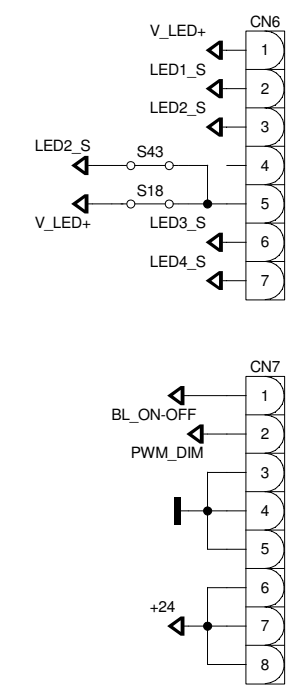 CN6
V_LED+
1
LED1_S
2
LED2_S
3
LED2_S
S43
4
S18
5
V_LED+
LED3_S
6
LED4_S
7
CN7
1
BL_ON-OFF
2
PWM_DIM
3
4
5
6
+24
7
8